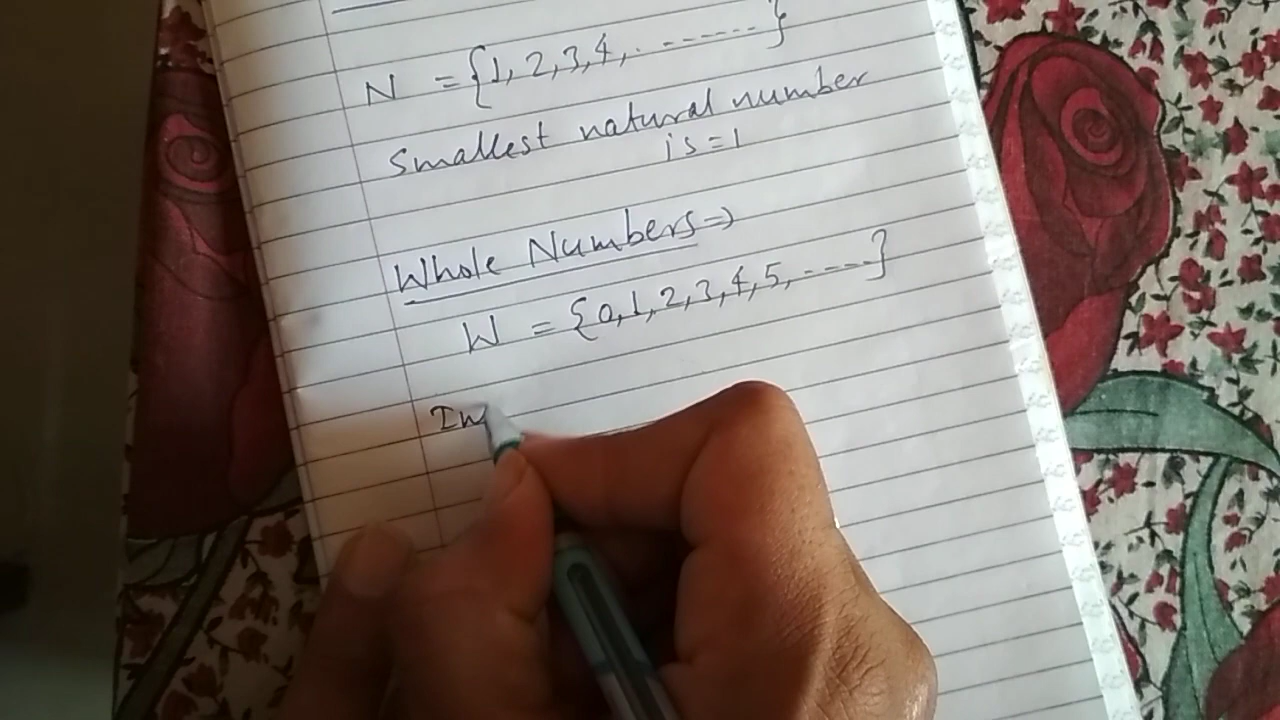 N = {1, 2, 3, 4, . ------ }
Smallest natural number
is = 1
Whole Numbers ⇒
W = {0, 1, 2, 3, 4, 5, ----- }